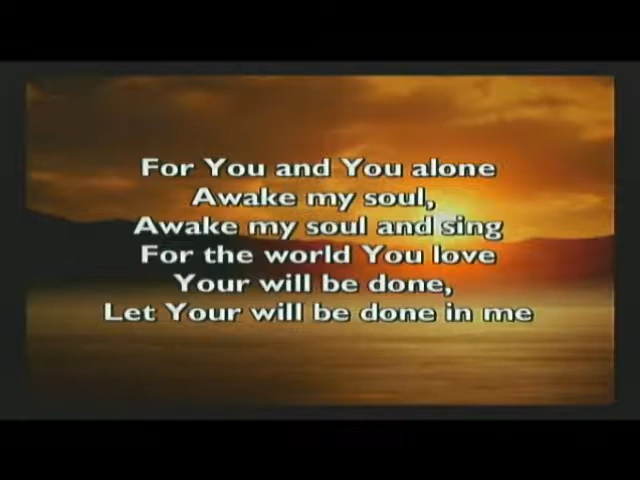 For You and You alone
Awake my soul,
Awake my soul and sing
For the world You love
Your will be done,
Let Your will be done in me